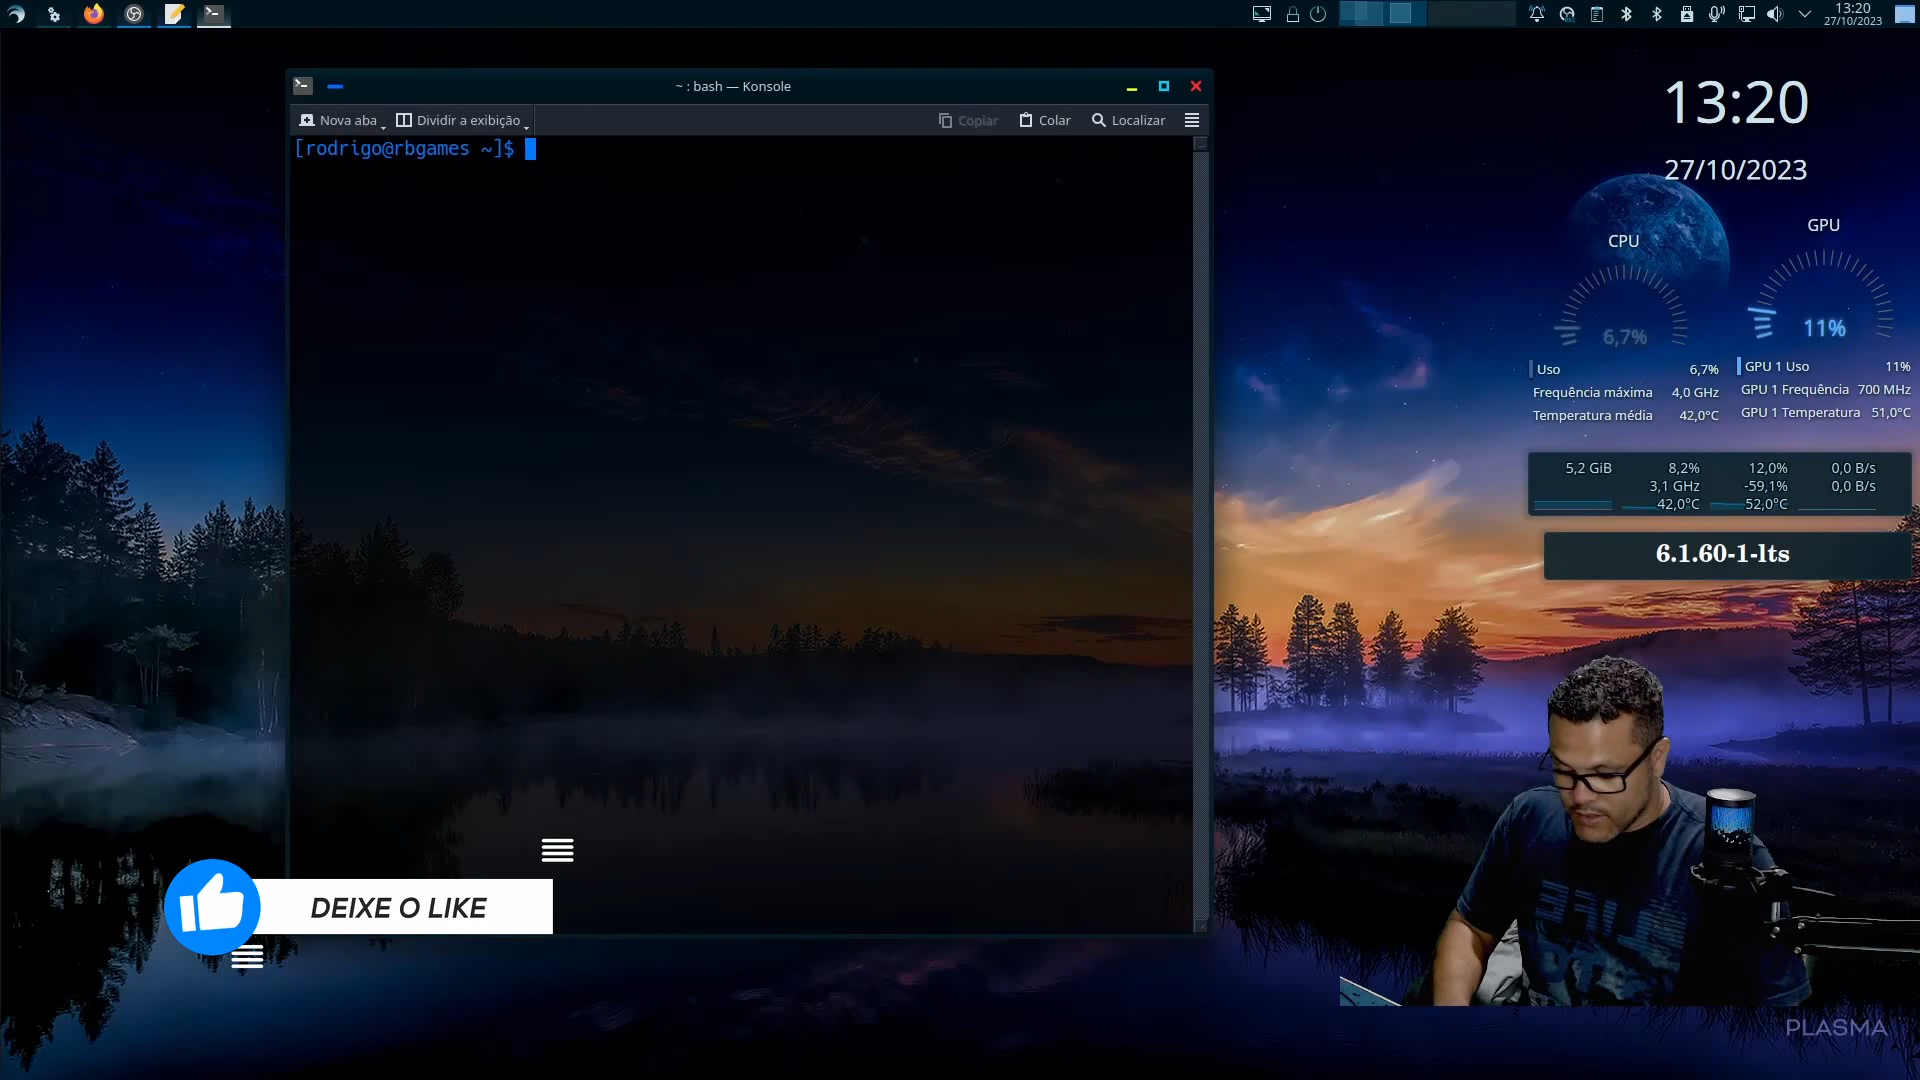 13:20
27/10/2023
~ : bash — Konsole
Nova aba
Dividir a exibição
Copiar
Colar
Localizar
[rodrigo@rbgames ~]$
13:20
27/10/2023
CPU
6,7%
Uso 6,7%
Frequência máxima 4,0 GHz
Temperatura média 42,0°C
GPU
11%
GPU 1 Uso 11%
GPU 1 Frequência 700 MHz
GPU 1 Temperatura 51,0°C
5,2 GiB 8,2% 12,0% 0,0 B/s
3,1 GHz -59,1% 0,0 B/s
42,0°C 52,0°C
6.1.60-1-lts
DEIXE O LIKE
PLASMA